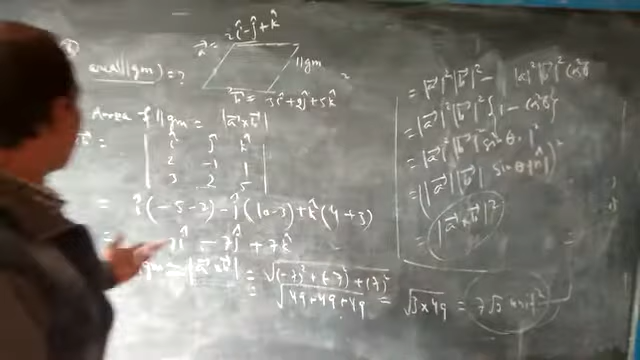 2î-ĵ+k̂
a⃗ =
area(||gm) = ?
||gm
b⃗ = 3î+2ĵ+5k̂
Area of ||gm = |a⃗×b⃗|
î ĵ k̂
2 -1 1
3 2 5
= î(-5-2) - ĵ(10-3) + k̂(4+3)
= 7î - 7ĵ + 7k̂
|a⃗×b⃗| = √(-7)²+(-7)²+(7)²
= √49+49+49 = √3×49 = 7√3 unit²
= |a⃗|²|b⃗|² - |a⃗|²|b⃗|² cos²θ
= |a⃗|²|b⃗|² {1-cos²θ}
= |a⃗|²|b⃗|² sin²θ · 1²
= (|a⃗||b⃗| sinθ |n̂|)²
= |a⃗×b⃗|²